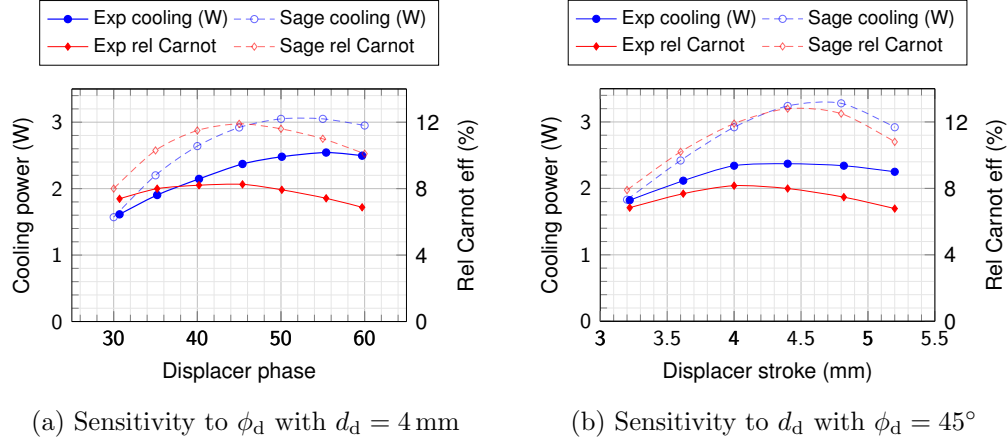 Exp cooling (W) Sage cooling (W)
Exp rel Carnot Sage rel Carnot
Cooling power (W)
3
2
1
0
12
8
4
0
Rel Carnot eff (%)
30 40 50 60
Displacer phase
(a) Sensitivity to ϕd with dd = 4 mm
Exp cooling (W) Sage cooling (W)
Exp rel Carnot Sage rel Carnot
Cooling power (W)
3
2
1
0
12
8
4
0
Rel Carnot eff (%)
3 3.5 4 4.5 5 5.5
Displacer stroke (mm)
(b) Sensitivity to dd with ϕd = 45°